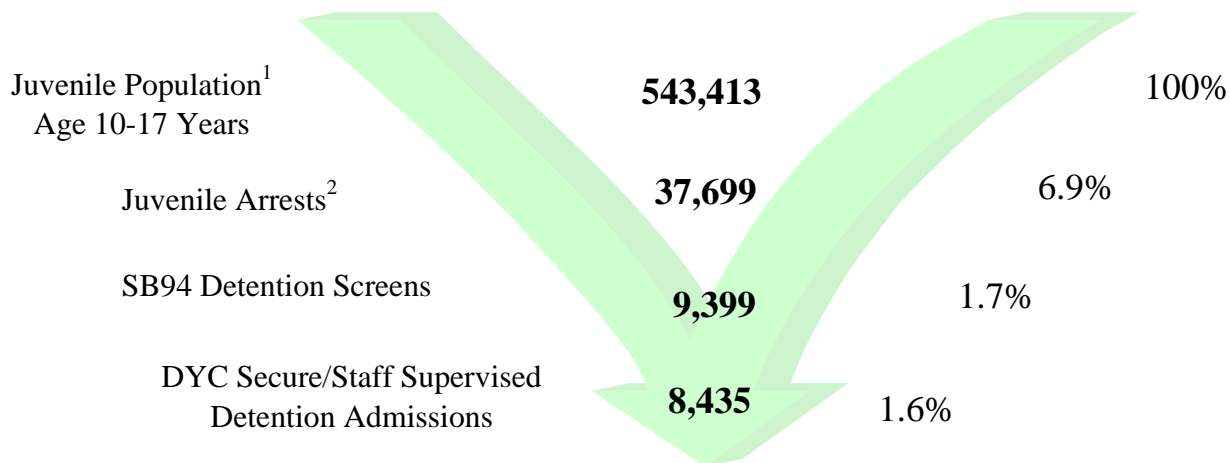 Juvenile Population1 543,413 100%
Age 10-17 Years
Juvenile Arrests2 37,699 6.9%
SB94 Detention Screens 9,399 1.7%
DYC Secure/Staff Supervised
Detention Admissions 8,435 1.6%